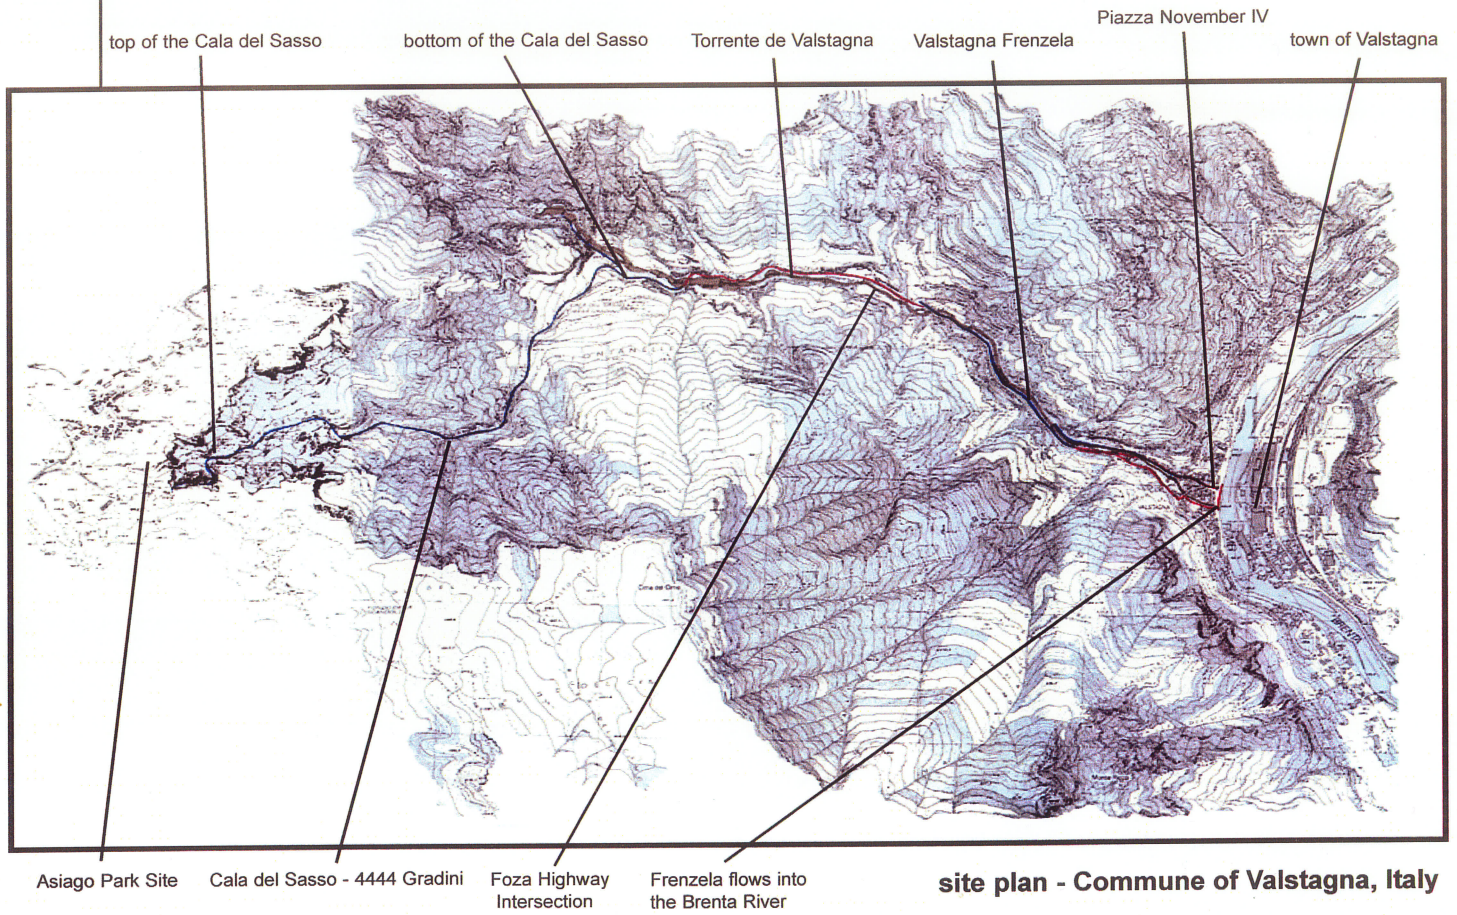 Piazza November IV
top of the Cala del Sasso
bottom of the Cala del Sasso
Torrente de Valstagna
Valstagna Frenzela
town of Valstagna
VALSTAGNA
BRENTA
Asiago Park Site
Cala del Sasso - 4444 Gradini
Foza Highway
Intersection
Frenzela flows into
the Brenta River
site plan - Commune of Valstagna, Italy